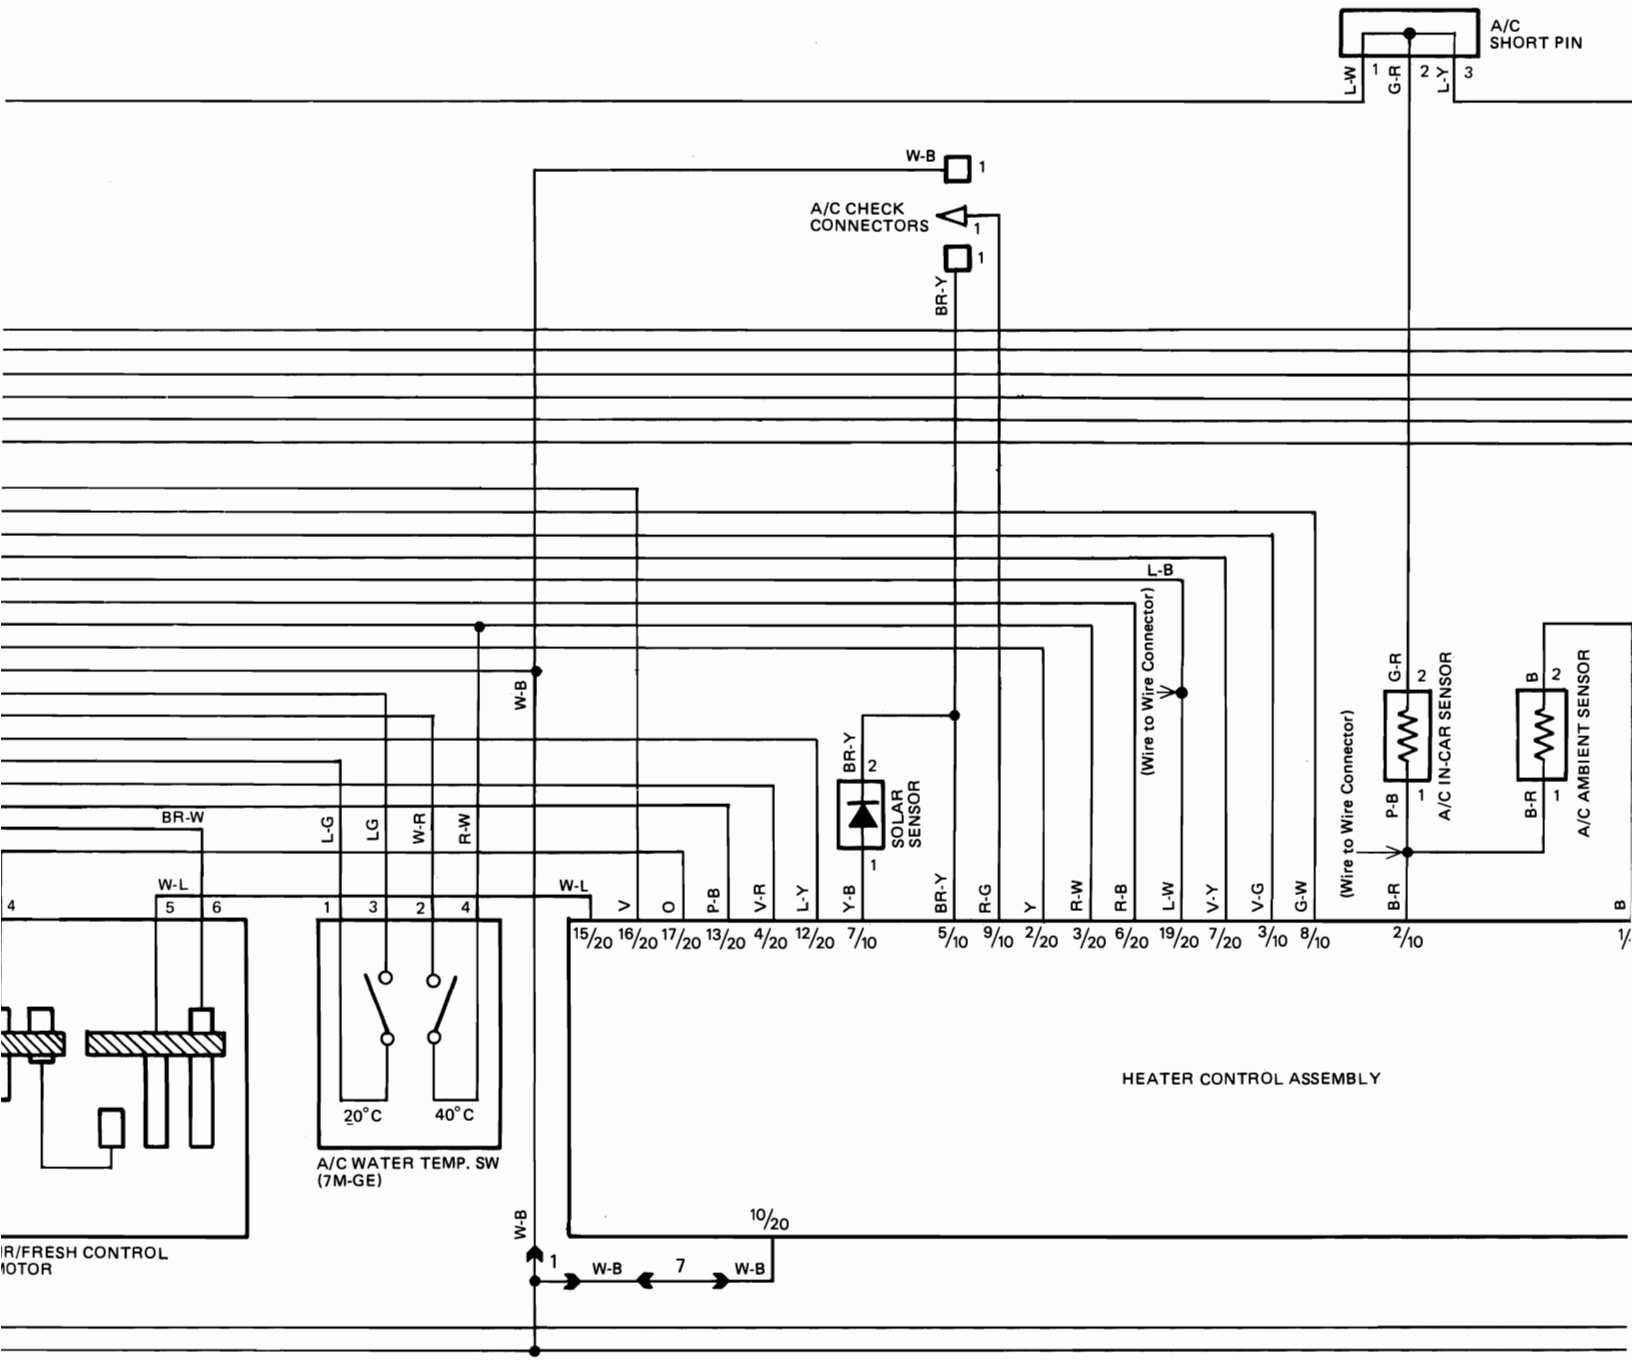 A/C
SHORT PIN
L-W
1
G-R
2
L-Y
3
W-B
1
A/C CHECK
CONNECTORS
1
1
BR-Y
L-B
(Wire to Wire Connector)
W-B
G-R
2
A/C IN-CAR SENSOR
B
2
A/C AMBIENT SENSOR
BR-Y
2
SOLAR
SENSOR
1
(Wire to Wire Connector)
P-B
1
B-R
1
BR-W
L-G
LG
W-R
R-W
W-L
W-L
4
5
6
1
3
2
4
V
O
P-B
V-R
L-Y
Y-B
BR-Y
R-G
Y
R-W
R-B
L-W
V-Y
V-G
G-W
B-R
B
15/20
16/20
17/20
13/20
4/20
12/20
7/10
5/10
9/10
2/20
3/20
6/20
19/20
7/20
3/10
8/10
2/10
1/
20°C
40°C
HEATER CONTROL ASSEMBLY
A/C WATER TEMP. SW
(7M-GE)
W-B
10/20
IR/FRESH CONTROL
MOTOR
1
W-B
7
W-B